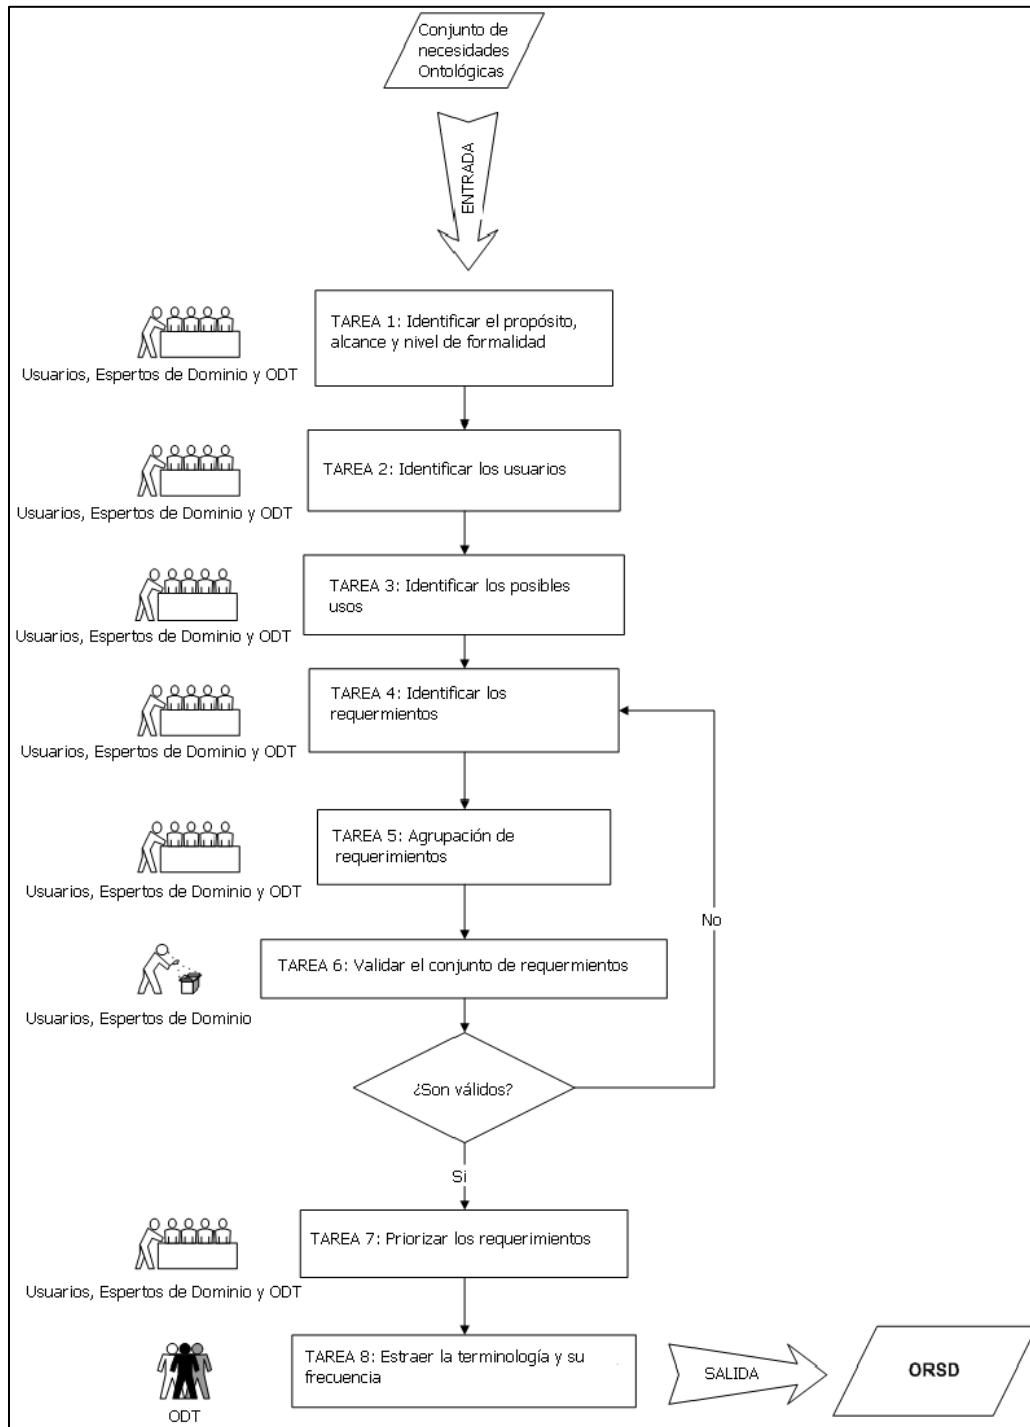 Conjunto de
necesidades
Ontológicas
ENTRADA
TAREA 1: Identificar el propósito,
alcance y nivel de formalidad
Usuarios, Espertos de Dominio y ODT
TAREA 2: Identificar los usuarios
Usuarios, Espertos de Dominio y ODT
TAREA 3: Identificar los posibles
usos
Usuarios, Espertos de Dominio y ODT
TAREA 4: Identificar los
requermientos
Usuarios, Espertos de Dominio y ODT
TAREA 5: Agrupación de
requerimientos
Usuarios, Espertos de Dominio y ODT
No
TAREA 6: Validar el conjunto de requermientos
Usuarios, Espertos de Dominio
¿Son válidos?
Si
TAREA 7: Priorizar los requerimientos
Usuarios, Espertos de Dominio y ODT
TAREA 8: Estraer la terminología y su
frecuencia
ODT
SALIDA
ORSD